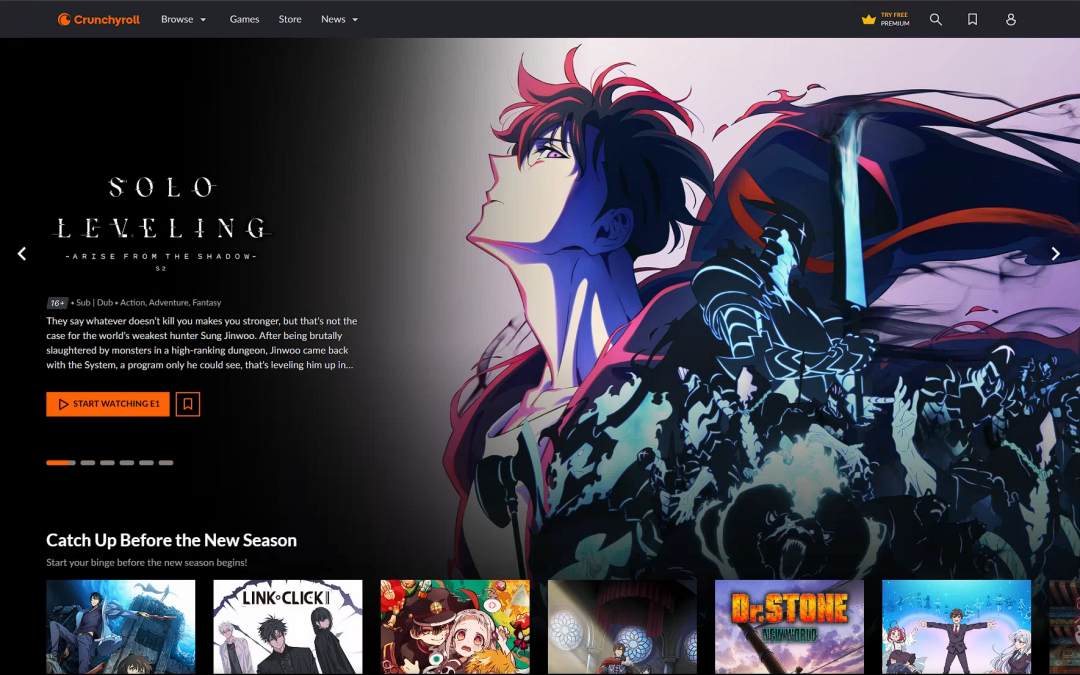 Crunchyroll Browse Games Store News TRY FREE
PREMIUM
SOLO
LEVELING
-ARISE FROM THE SHADOW-
S2
16+ • Sub | Dub • Action, Adventure, Fantasy
They say whatever doesn't kill you makes you stronger, but that's not the
case for the world's weakest hunter Sung Jinwoo. After being brutally
slaughtered by monsters in a high-ranking dungeon, Jinwoo came back
with the System, a program only he could see, that's leveling him up in...
START WATCHING E1
Catch Up Before the New Season
Start your binge before the new season begins!
LINK CLICK II
Dr.STONE
NEW WORLD